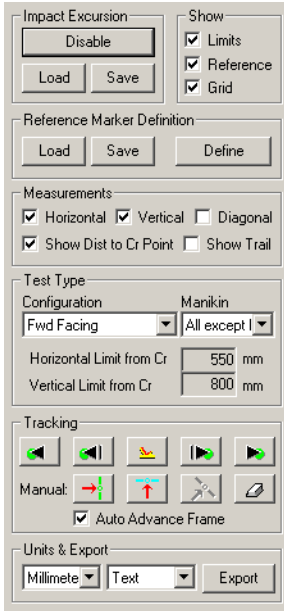 Impact Excursion
Disable
Load Save
Show
Limits
Reference
Grid
Reference Marker Definition
Load Save Define
Measurements
Horizontal Vertical Diagonal
Show Dist to Cr Point Show Trail
Test Type
Configuration Manikin
Fwd Facing All except
Horizontal Limit from Cr 550 mm
Vertical Limit from Cr 800 mm
Tracking
Manual:
Auto Advance Frame
Units & Export
Millimete Text Export